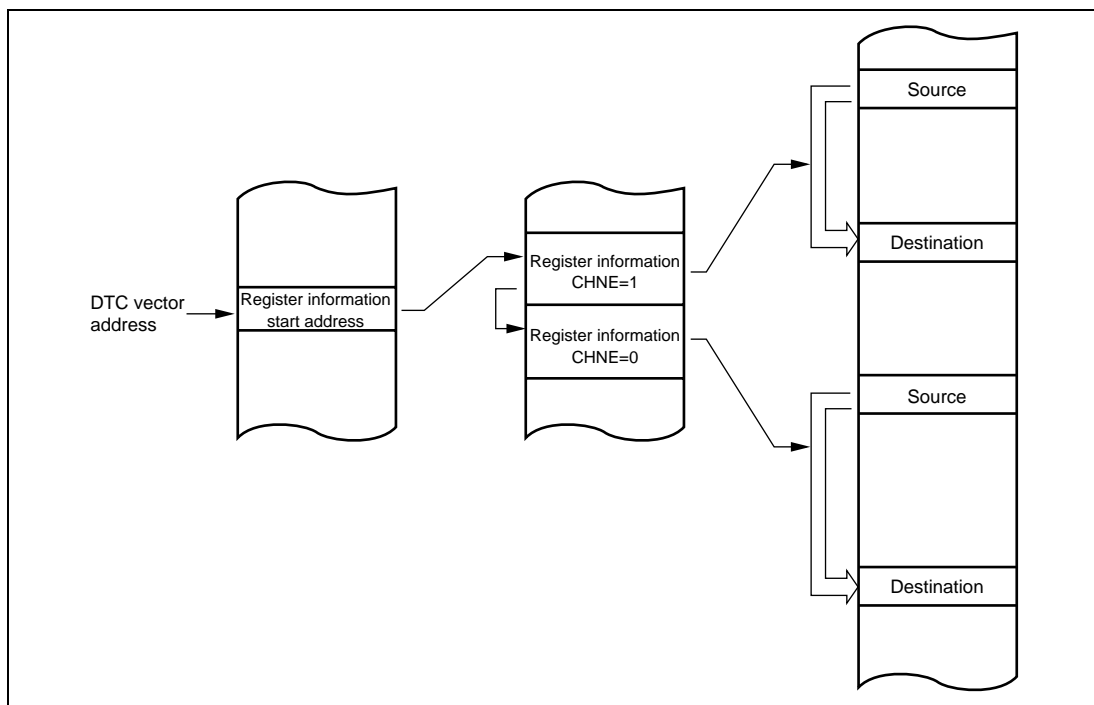 DTC vector
address
Register information
start address
Register information
CHNE=1
Register information
CHNE=0
Source
Destination
Source
Destination